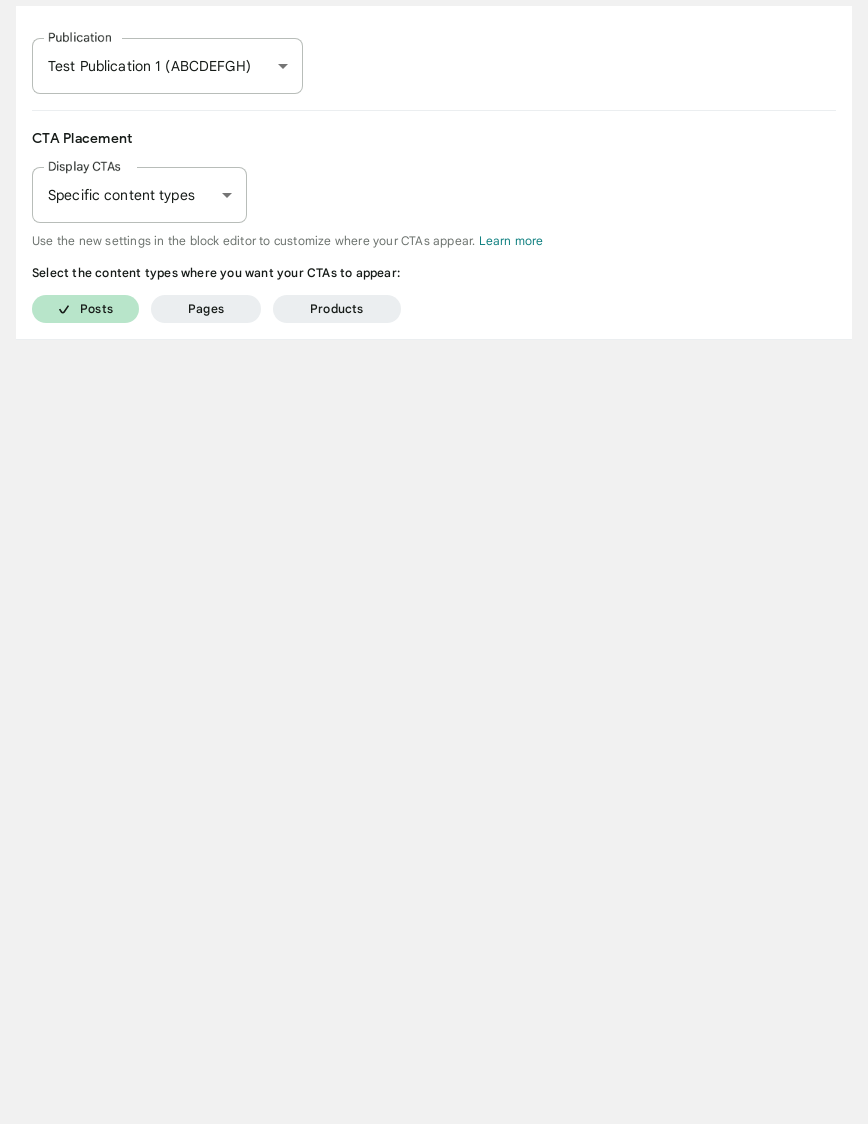 Publication
Test Publication 1 (ABCDEFGH)
CTA Placement
Display CTAs
Specific content types
Use the new settings in the block editor to customize where your CTAs appear. Learn more
Select the content types where you want your CTAs to appear:
Posts Pages Products